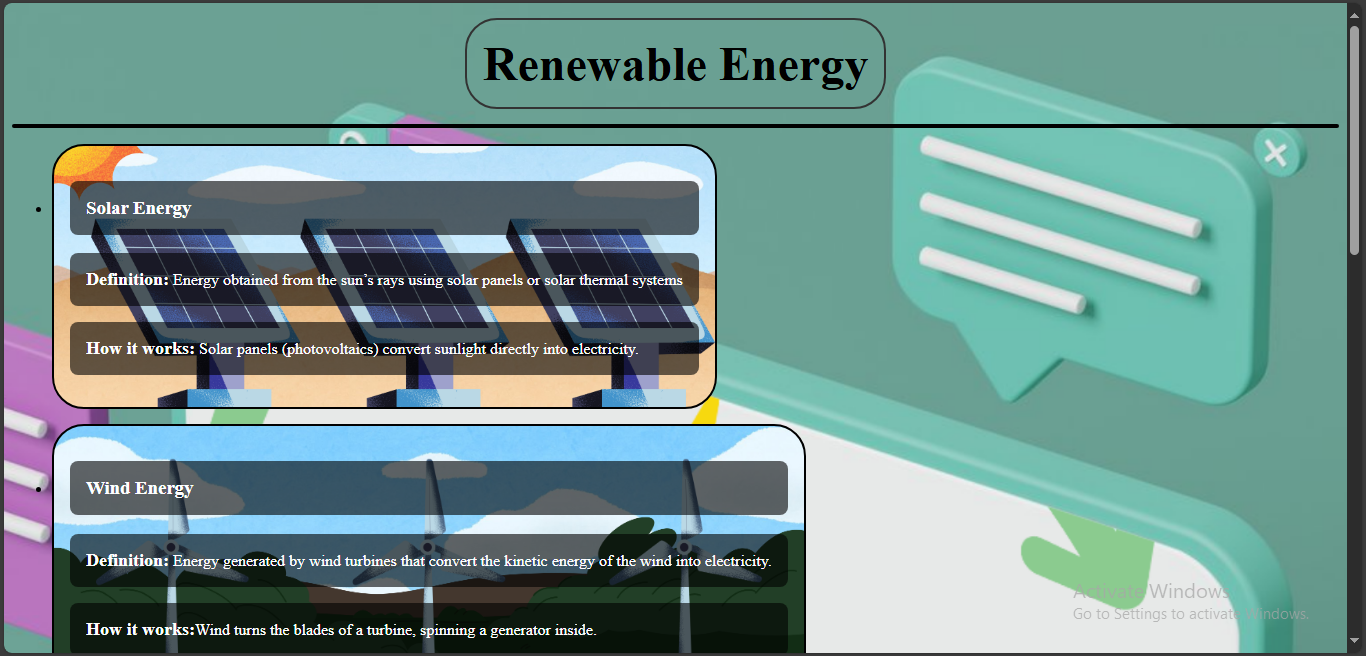 Renewable Energy
Solar Energy
Definition: Energy obtained from the sun’s rays using solar panels or solar thermal systems
How it works: Solar panels (photovoltaics) convert sunlight directly into electricity.
Wind Energy
Definition: Energy generated by wind turbines that convert the kinetic energy of the wind into electricity.
How it works:Wind turns the blades of a turbine, spinning a generator inside.
Activate Windows
Go to Settings to activate Windows.